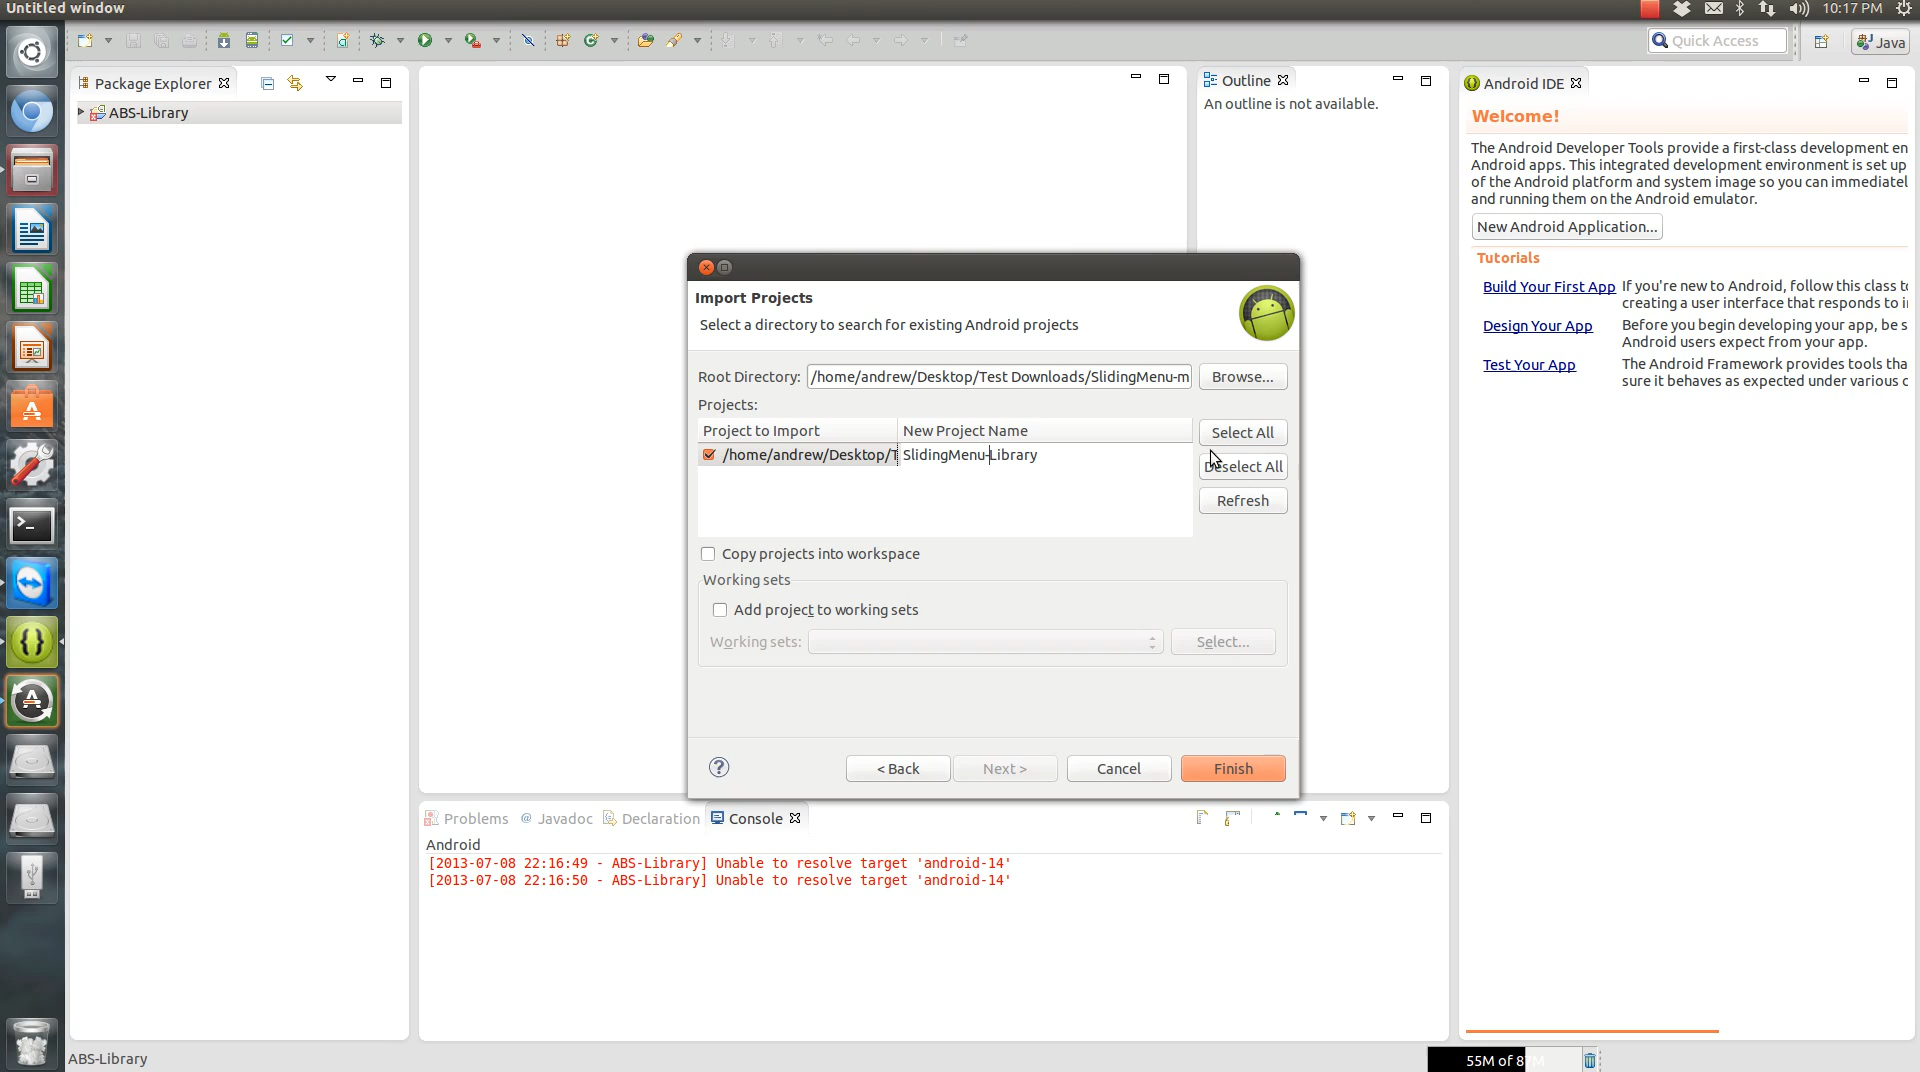 Untitled window
10:17 PM
Quick Access
Java
Package Explorer
ABS-Library
Outline
An outline is not available.
Android IDE
Welcome!
The Android Developer Tools provide a first-class development en
Android apps. This integrated development environment is set up
of the Android platform and system image so you can immediatel
and running them on the Android emulator.
New Android Application...
Tutorials
Build Your First App
If you're new to Android, follow this class to
creating a user interface that responds to i
Design Your App
Before you begin developing your app, be s
Android users expect from your app.
Test Your App
The Android Framework provides tools tha
sure it behaves as expected under various c
Import Projects
Select a directory to search for existing Android projects
Root Directory:
/home/andrew/Desktop/Test Downloads/SlidingMenu-m
Browse...
Projects:
Project to Import
New Project Name
/home/andrew/Desktop/T
SlidingMenu-Library
Select All
Deselect All
Refresh
Copy projects into workspace
Working sets
Add project to working sets
Working sets:
Select...
< Back
Next >
Cancel
Finish
Problems
@ Javadoc
Declaration
Console
Android
[2013-07-08 22:16:49 - ABS-Library] Unable to resolve target 'android-14'
[2013-07-08 22:16:50 - ABS-Library] Unable to resolve target 'android-14'
ABS-Library
55M of 87M